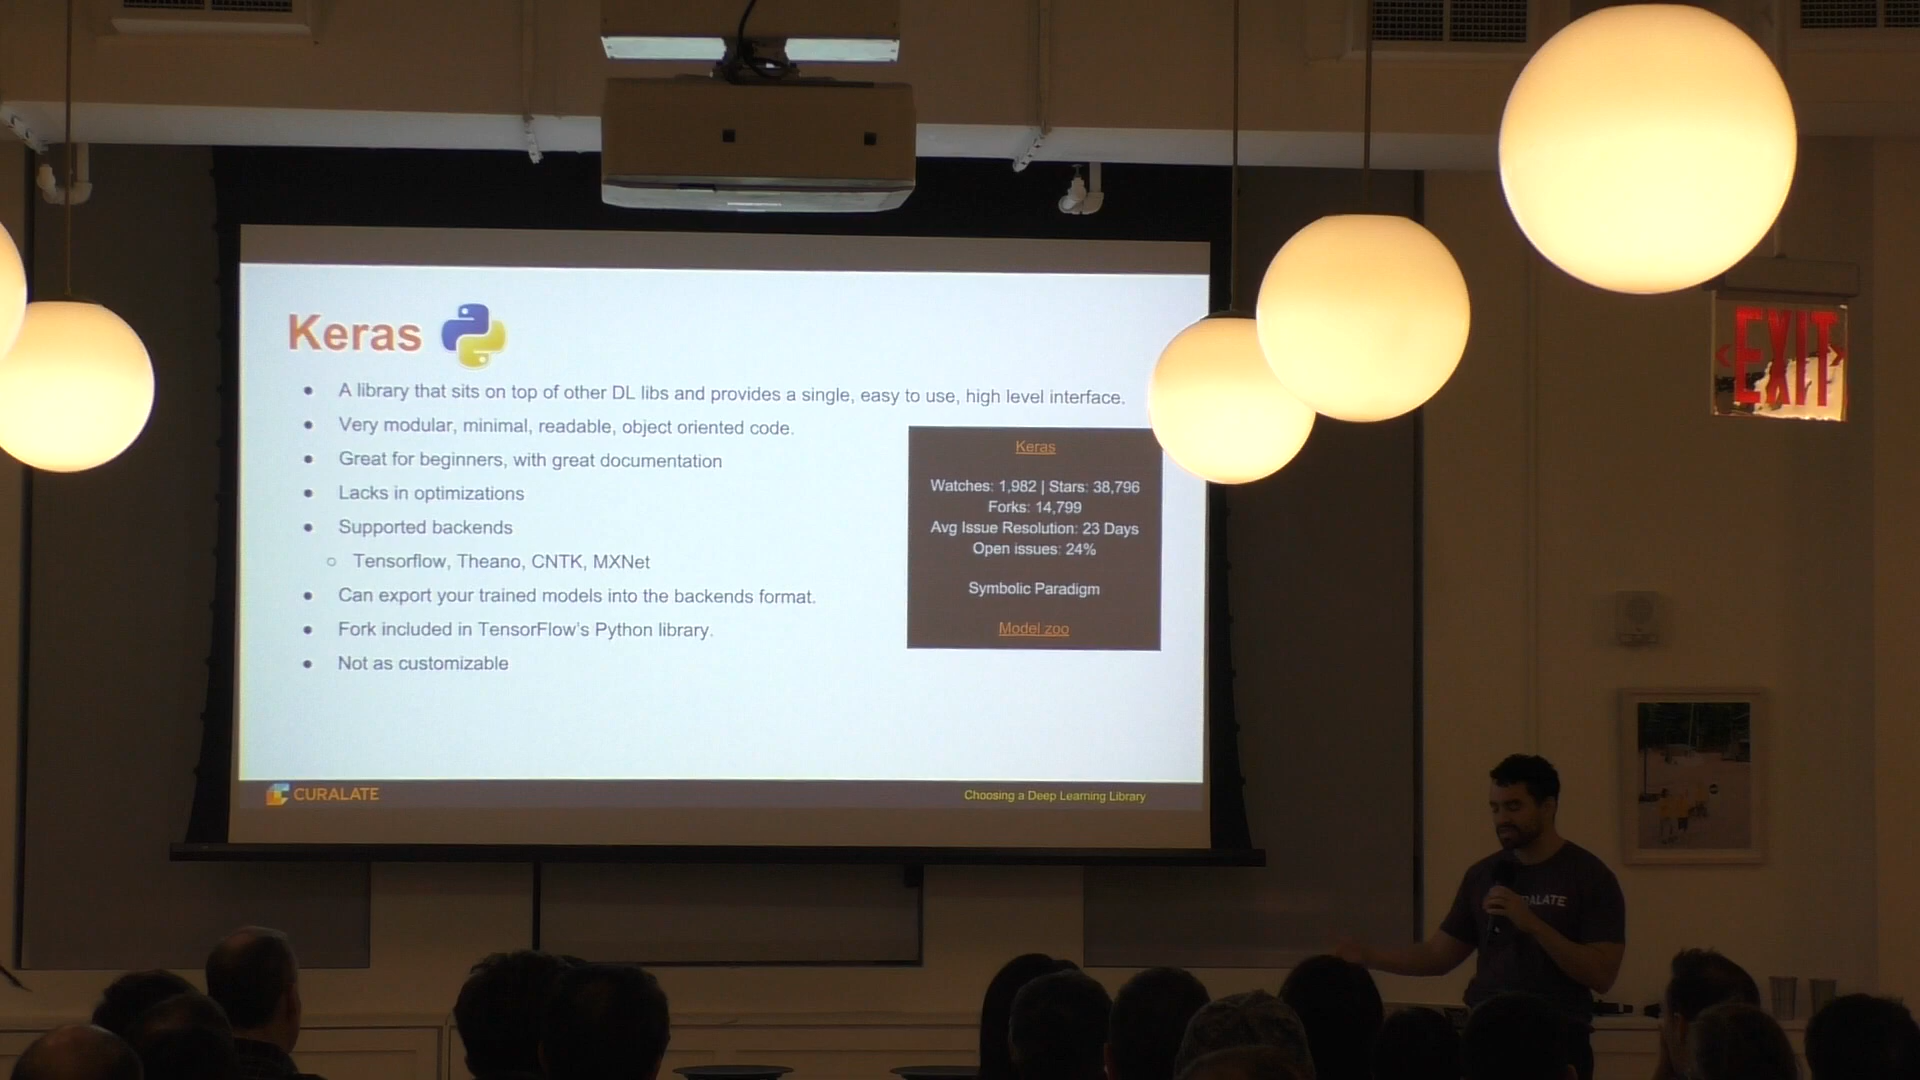 Keras
A library that sits on top of other DL libs and provides a single, easy to use, high level interface.
Very modular, minimal, readable, object oriented code.
Great for beginners, with great documentation
Lacks in optimizations
Supported backends
Tensorflow, Theano, CNTK, MXNet
Can export your trained models into the backends format.
Fork included in TensorFlow's Python library.
Not as customizable
Keras
Watches: 1,982 | Stars: 38,796
Forks: 14,799
Avg Issue Resolution: 23 Days
Open issues: 24%
Symbolic Paradigm
Model zoo
CURALATE
Choosing a Deep Learning Library
EXIT